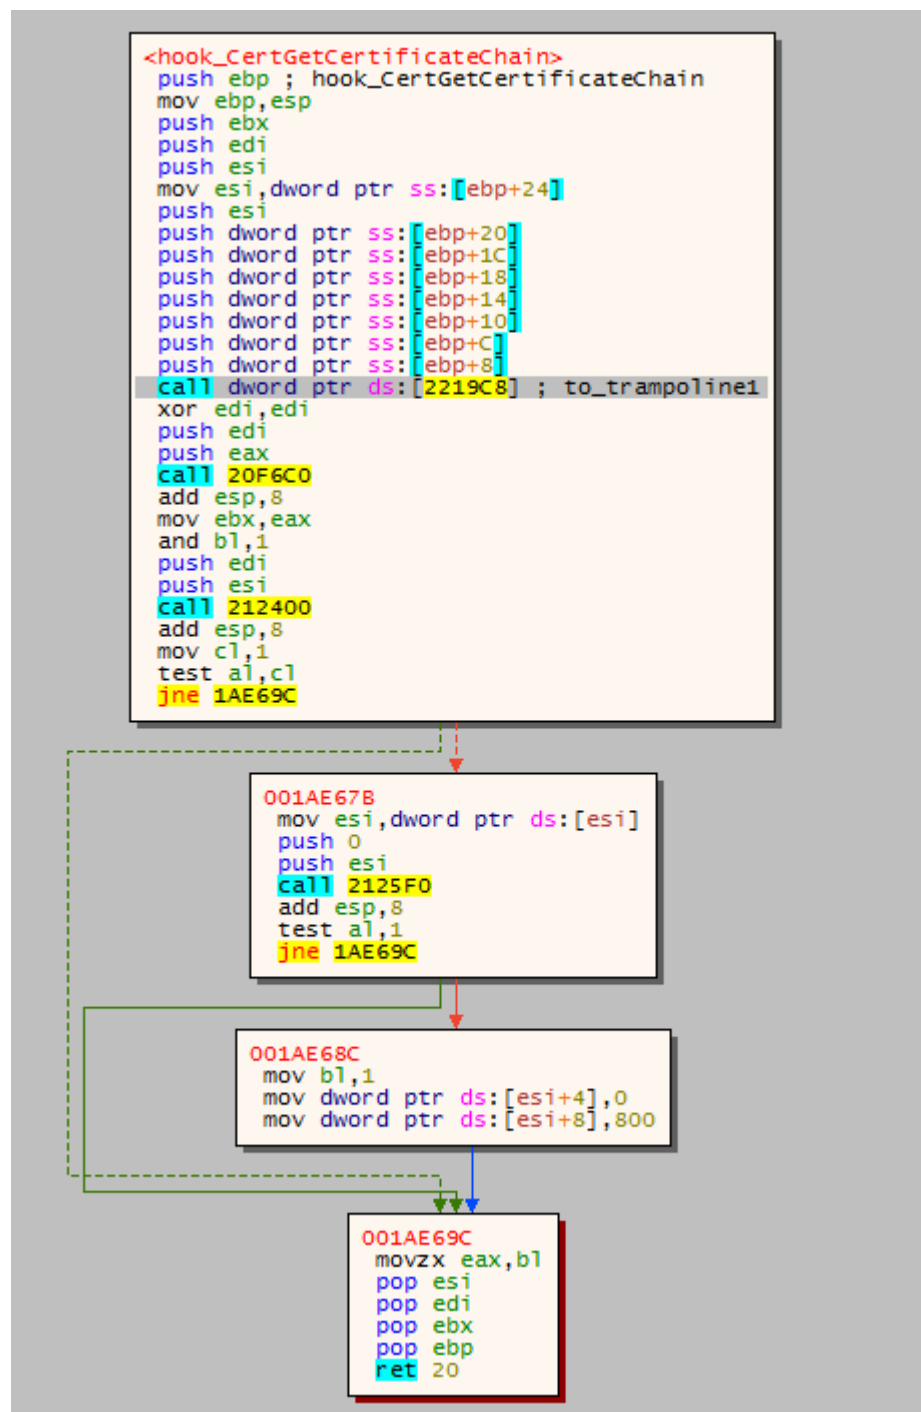 <hook_CertGetCertificateChain>
push ebp ; hook_CertGetCertificateChain
mov ebp,esp
push ebx
push edi
push esi
mov esi,dword ptr ss:[ebp+24]
push esi
push dword ptr ss:[ebp+20]
push dword ptr ss:[ebp+1C]
push dword ptr ss:[ebp+18]
push dword ptr ss:[ebp+14]
push dword ptr ss:[ebp+10]
push dword ptr ss:[ebp+C]
push dword ptr ss:[ebp+8]
call dword ptr ds:[2219C8] ; to_trampoline1
xor edi,edi
push edi
push eax
call 20F6C0
add esp,8
mov ebx,eax
and bl,1
push edi
push esi
call 212400
add esp,8
mov cl,1
test al,cl
jne 1AE69C
001AE67B
mov esi,dword ptr ds:[esi]
push 0
push esi
call 2125F0
add esp,8
test al,1
jne 1AE69C
001AE68C
mov bl,1
mov dword ptr ds:[esi+4],0
mov dword ptr ds:[esi+8],800
001AE69C
movzx eax,bl
pop esi
pop edi
pop ebx
pop ebp
ret 20